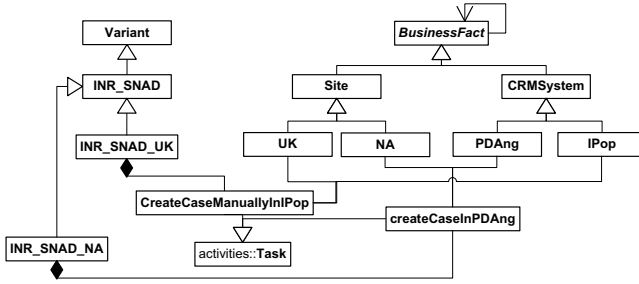 Variant
BusinessFact
INR_SNAD
Site
CRMSystem
INR_SNAD_UK
UK
NA
PDAng
IPop
CreateCaseManuallyInIPop
createCaseInPDAng
INR_SNAD_NA
activities::Task